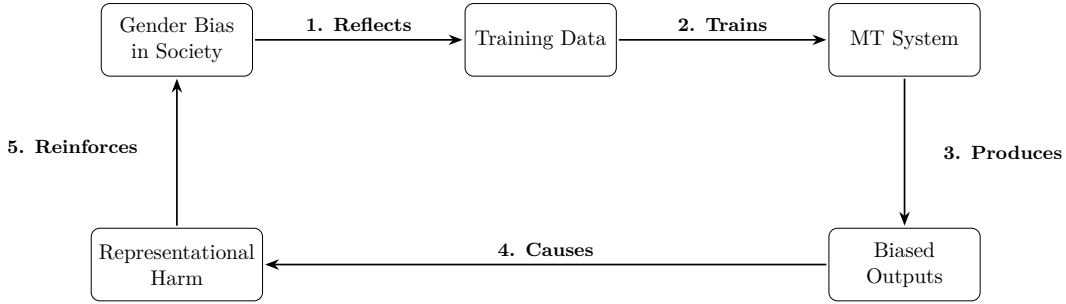 Gender Bias
in Society
1. Reflects
Training Data
2. Trains
MT System
3. Produces
Biased
Outputs
4. Causes
Representational
Harm
5. Reinforces